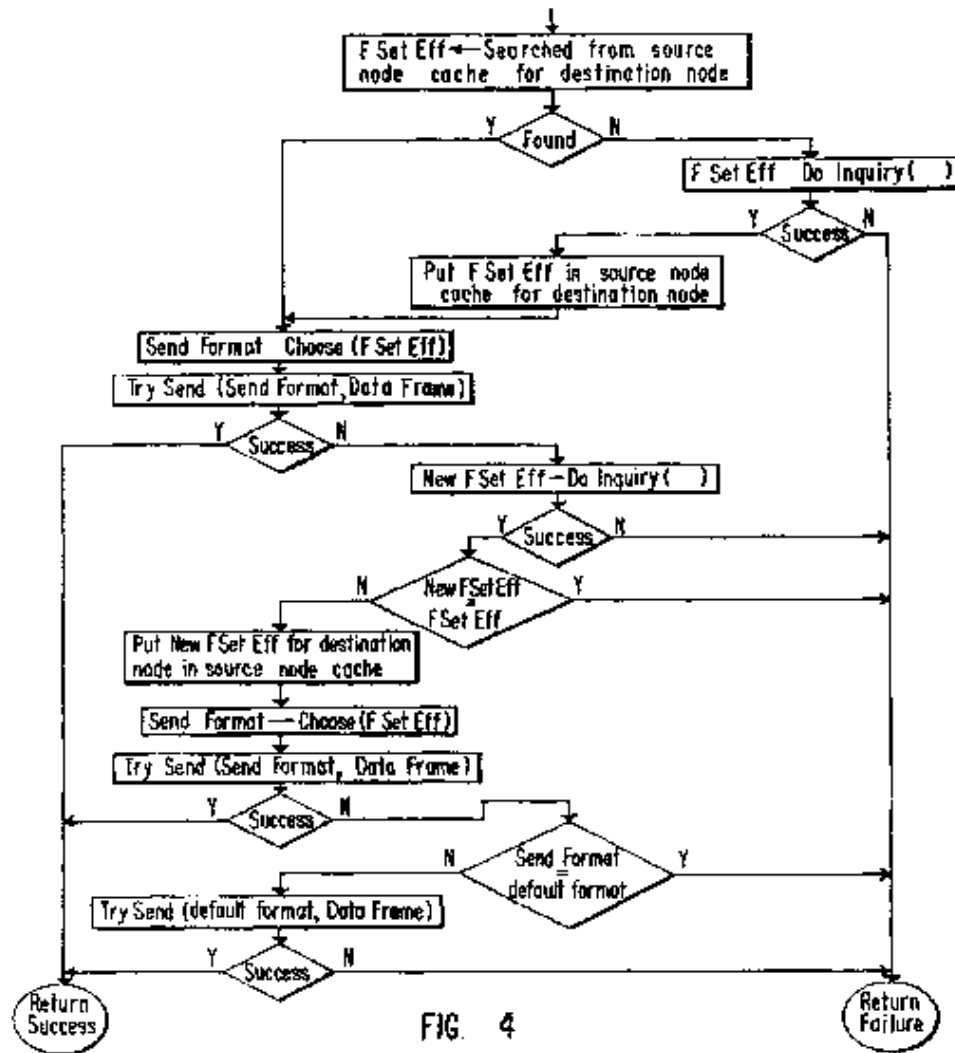 F Set Eff←Searched from source
node cache for destination node
Y
Found
N
F Set Eff Do Inquiry( )
Y
Success
N
Put F Set Eff in source node
cache for destination node
Send Format Choose (F Set Eff)
Try Send (Send Format, Data Frame)
Y
Success
N
New F Set Eff—Do Inquiry( )
Y
Success
N
N
New F Set Eff
=
F Set Eff
Y
Put New F Set Eff for destination
node in source node cache
Send Format—Choose (F Set Eff)
Try Send (Send Format, Data Frame)
Y
Success
N
N
Send Format
=
default format
Y
Try Send (default format, Data Frame)
Y
Success
N
Return
Success
Return
Failure
FIG. 4